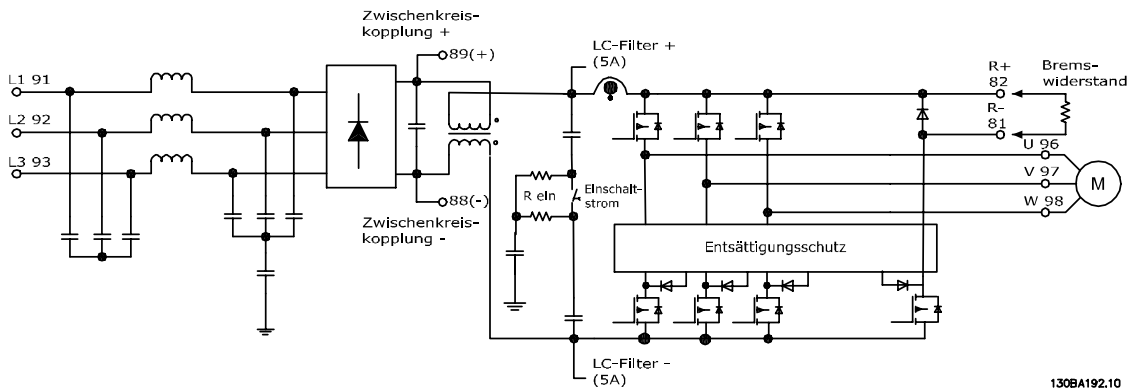 Zwischenkreis-
kopplung +
89(+)
LC-Filter +
(5A)
L1 91
L2 92
L3 93
R+
82
Brems-
widerstand
R-
81
U 96
V 97
W 98
M
R eIn
EInschalt-
strom
88(-)
Zwischenkreis-
kopplung -
Entsättigungsschutz
LC-Filter -
(5A)
130BA192.10